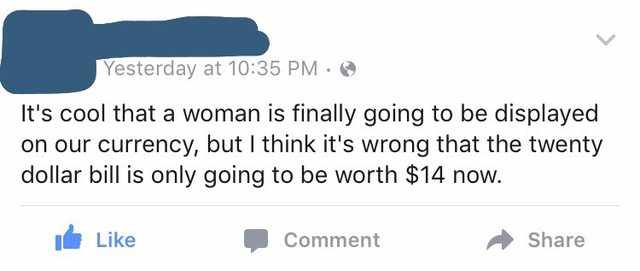 Yesterday at 10:35 PM ·
It's cool that a woman is finally going to be displayed
on our currency, but I think it's wrong that the twenty
dollar bill is only going to be worth $14 now.
Like Comment Share